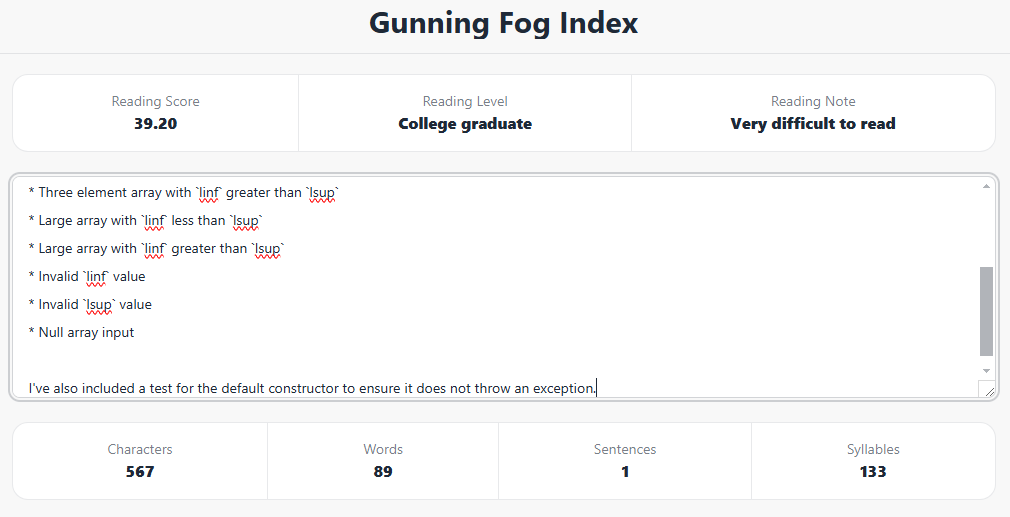 Gunning Fog Index
Reading Score
39.20
Reading Level
College graduate
Reading Note
Very difficult to read
* Three element array with `linf` greater than `lsup`
* Large array with `linf` less than `lsup`
* Large array with `linf` greater than `lsup`
* Invalid `linf` value
* Invalid `lsup` value
* Null array input
I've also included a test for the default constructor to ensure it does not throw an exception.
Characters
567
Words
89
Sentences
1
Syllables
133